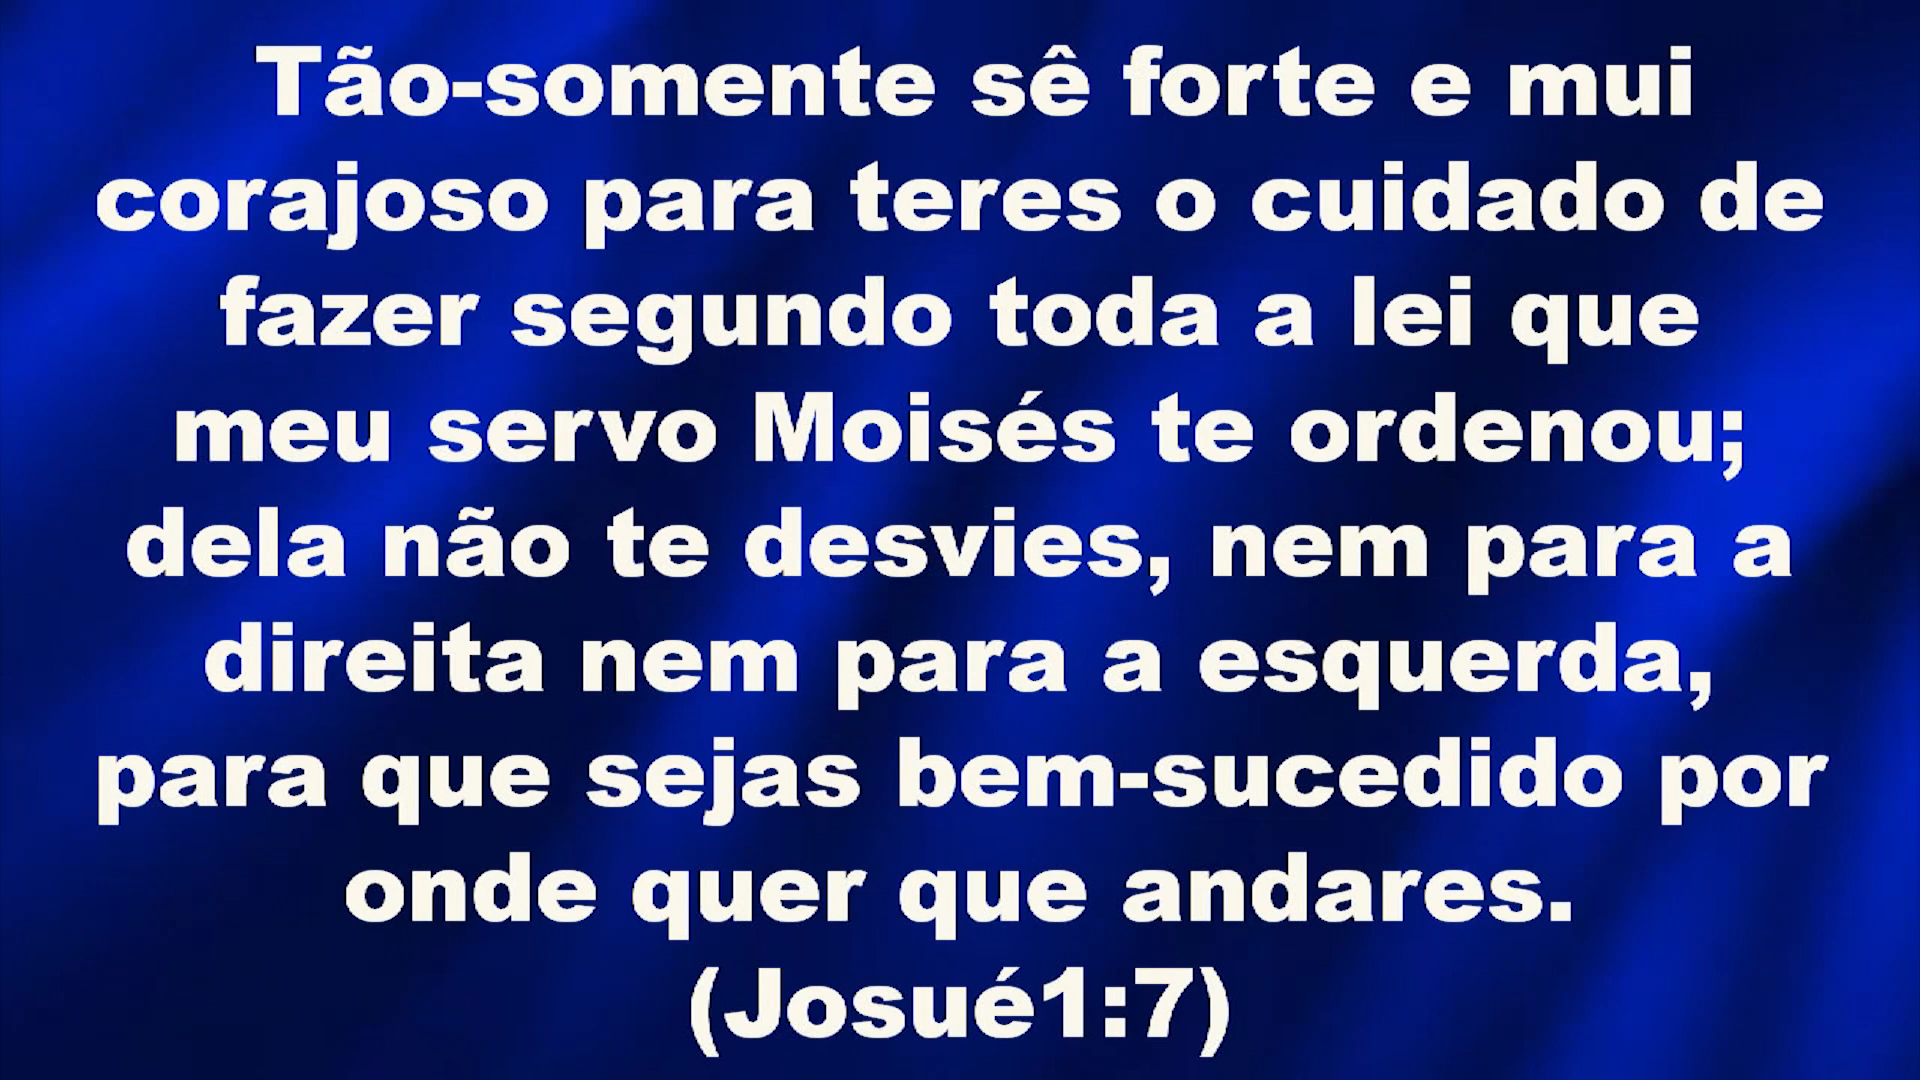 Tão-somente sê forte e mui
corajoso para teres o cuidado de
fazer segundo toda a lei que
meu servo Moisés te ordenou;
dela não te desvies, nem para a
direita nem para a esquerda,
para que sejas bem-sucedido por
onde quer que andares.
(Josué1:7)